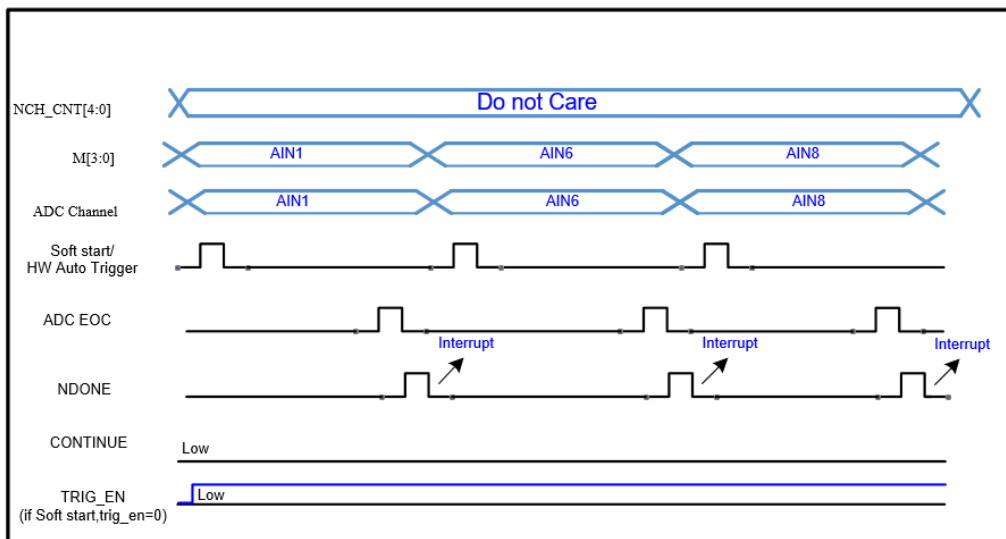 NCH_CNT[4:0]
Do not Care
M[3:0]
AIN1
AIN6
AIN8
ADC Channel
AIN1
AIN6
AIN8
Soft start/
HW Auto Trigger
ADC EOC
Interrupt
Interrupt
Interrupt
NDONE
CONTINUE
Low
TRIG_EN
Low
(if Soft start,trig_en=0)